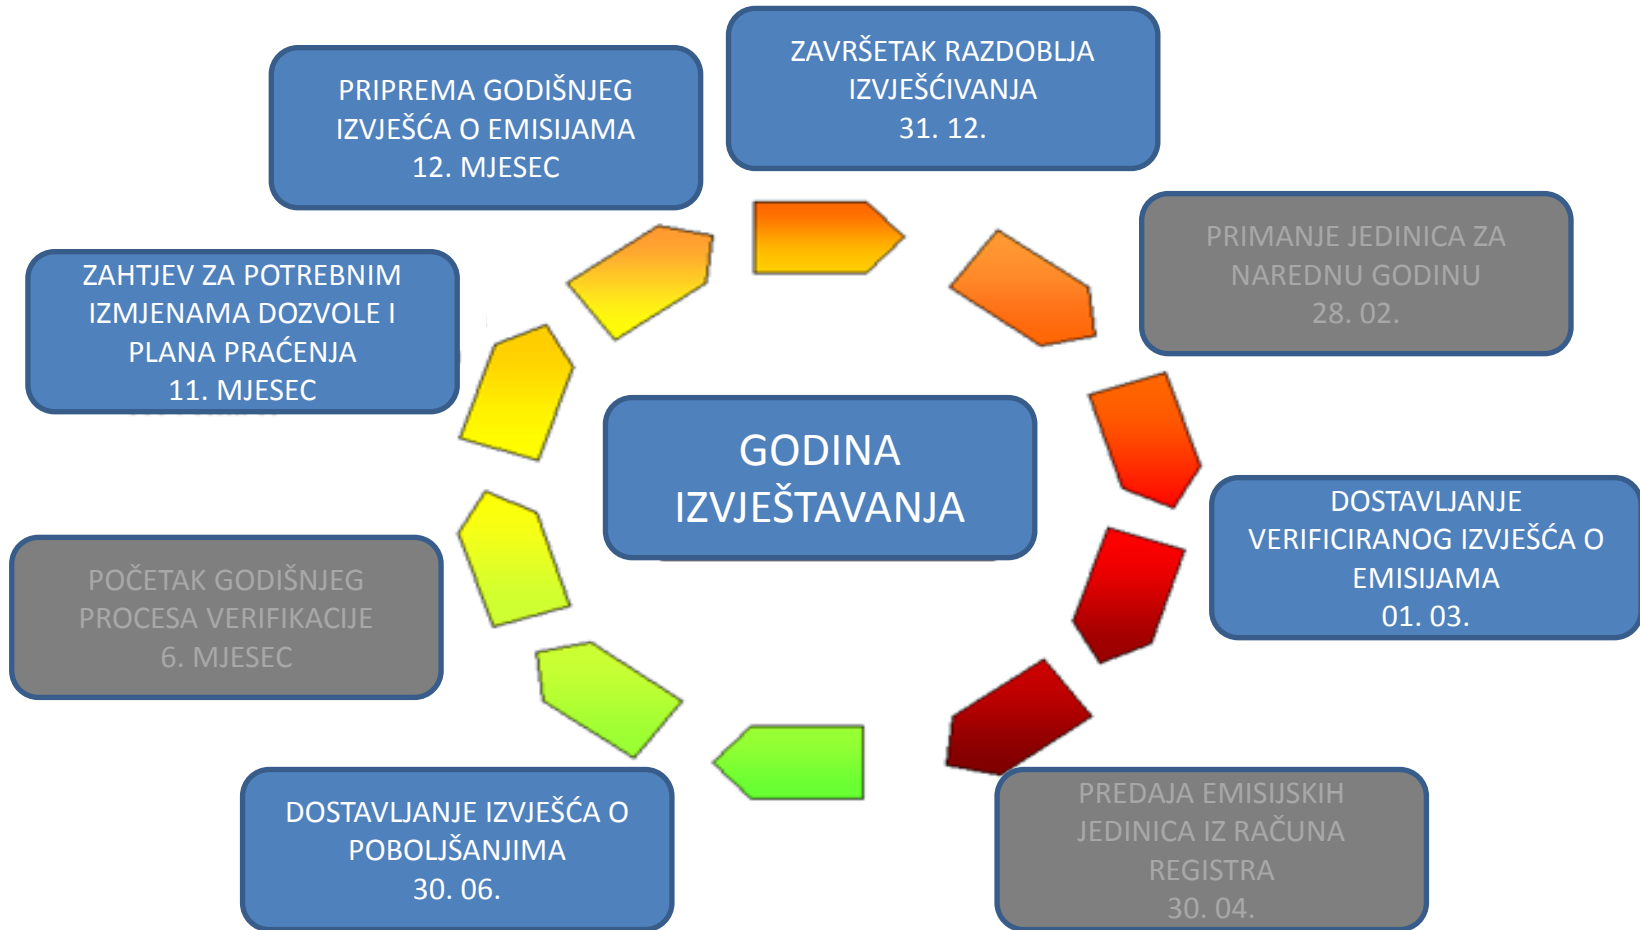 ZAVRŠETAK RAZDOBLJA
IZVJEŠĆIVANJA
31. 12.
PRIPREMA GODIŠNJEG
IZVJEŠĆA O EMISIJAMA
12. MJESEC
PRIMANJE JEDINICA ZA
NAREDNU GODINU
28. 02.
ZAHTJEV ZA POTREBNIM
IZMJENAMA DOZVOLE I
PLANA PRAĆENJA
11. MJESEC
GODINA
IZVJEŠTAVANJA
DOSTAVLJANJE
VERIFICIRANOG IZVJEŠĆA O
EMISIJAMA
01. 03.
POČETAK GODIŠNJEG
PROCESA VERIFIKACIJE
6. MJESEC
DOSTAVLJANJE IZVJEŠĆA O
POBOLJŠANJIMA
30. 06.
PREDAJA EMISIJSKIH
JEDINICA IZ RAČUNA
REGISTRA
30. 04.